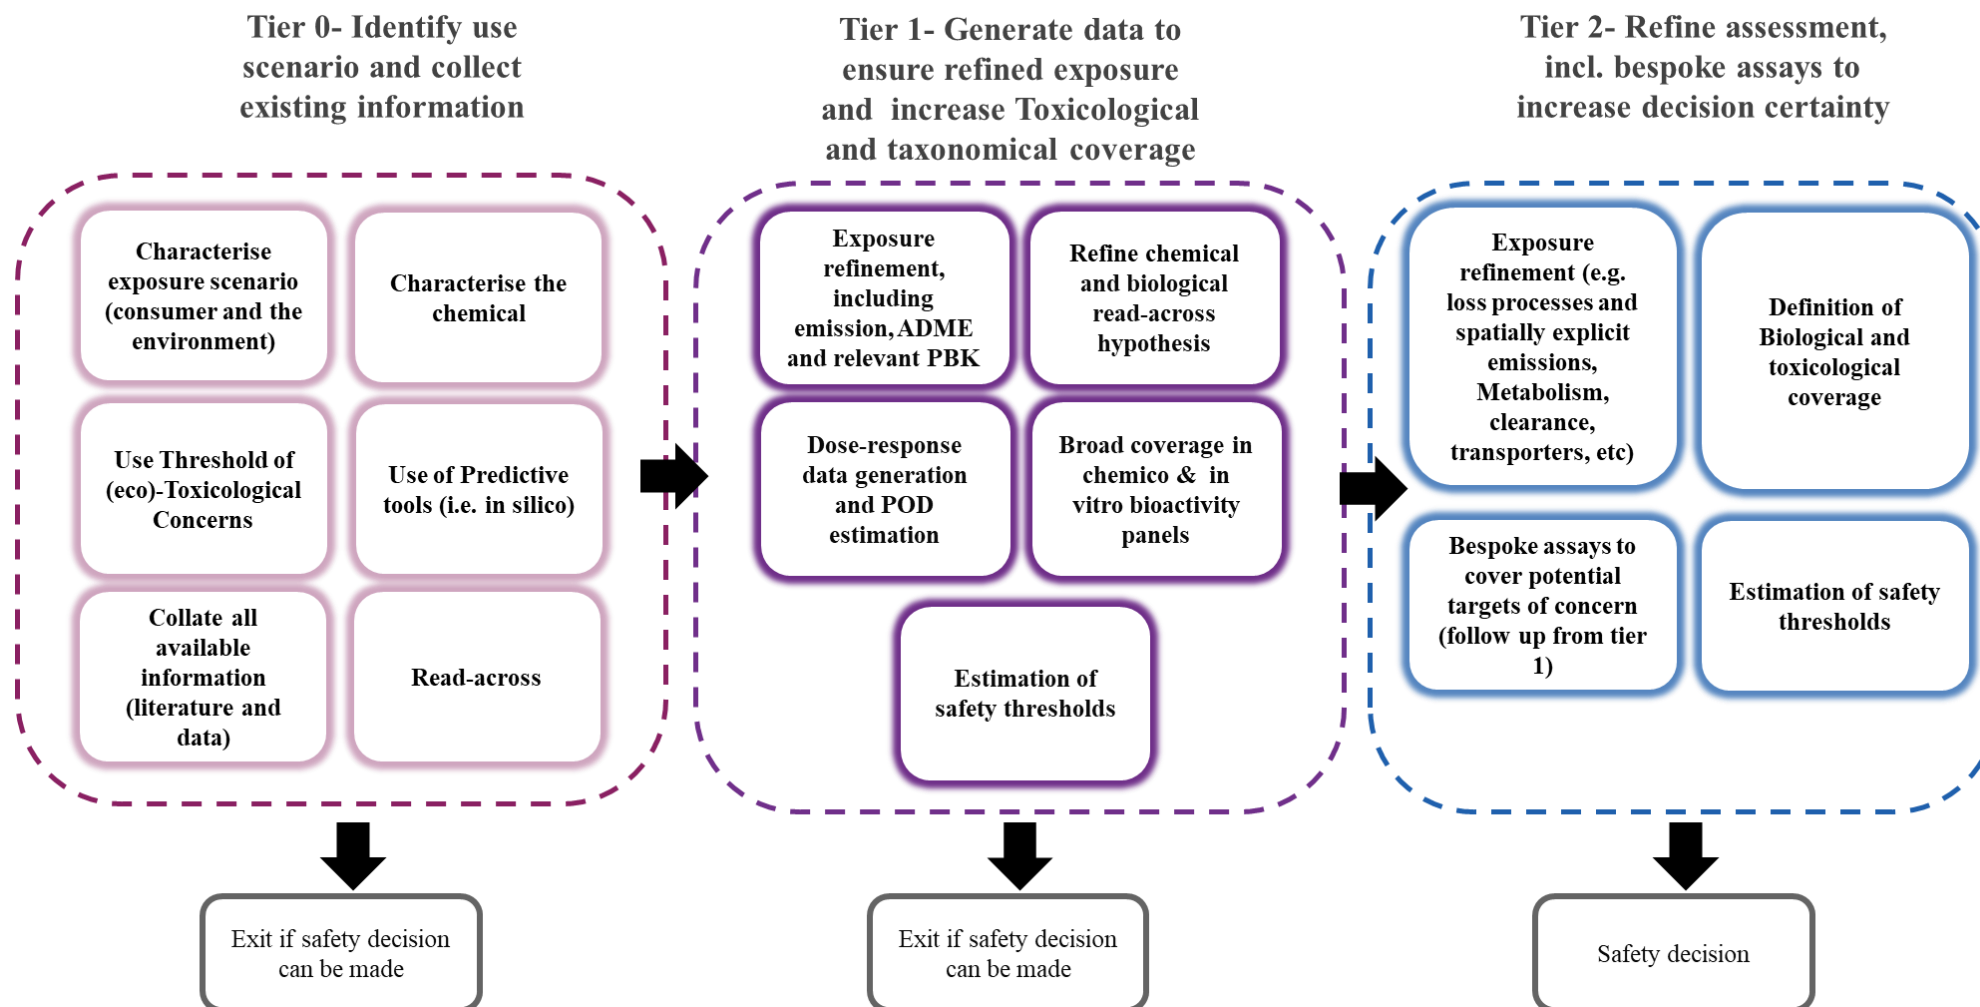 Tier 0- Identify use
scenario and collect
existing information
Characterise
exposure scenario
(consumer and the
environment)
Characterise the
chemical
Use Threshold of
(eco)-Toxicological
Concerns
Use of Predictive
tools (i.e. in silico)
Collate all
available
information
(literature and
data)
Read-across
Exit if safety decision
can be made
Tier 1- Generate data to
ensure refined exposure
and increase Toxicological
and taxonomical coverage
Exposure
refinement,
including
emission, ADME
and relevant PBK
Refine chemical
and biological
read-across
hypothesis
Dose-response
data generation
and POD
estimation
Broad coverage in
chemico & in
vitro bioactivity
panels
Estimation of
safety thresholds
Exit if safety decision
can be made
Tier 2- Refine assessment,
incl. bespoke assays to
increase decision certainty
Exposure
refinement (e.g.
loss processes and
spatially explicit
emissions,
Metabolism,
clearance,
transporters, etc)
Definition of
Biological and
toxicological
coverage
Bespoke assays to
cover potential
targets of concern
(follow up from tier
1)
Estimation of safety
thresholds
Safety decision